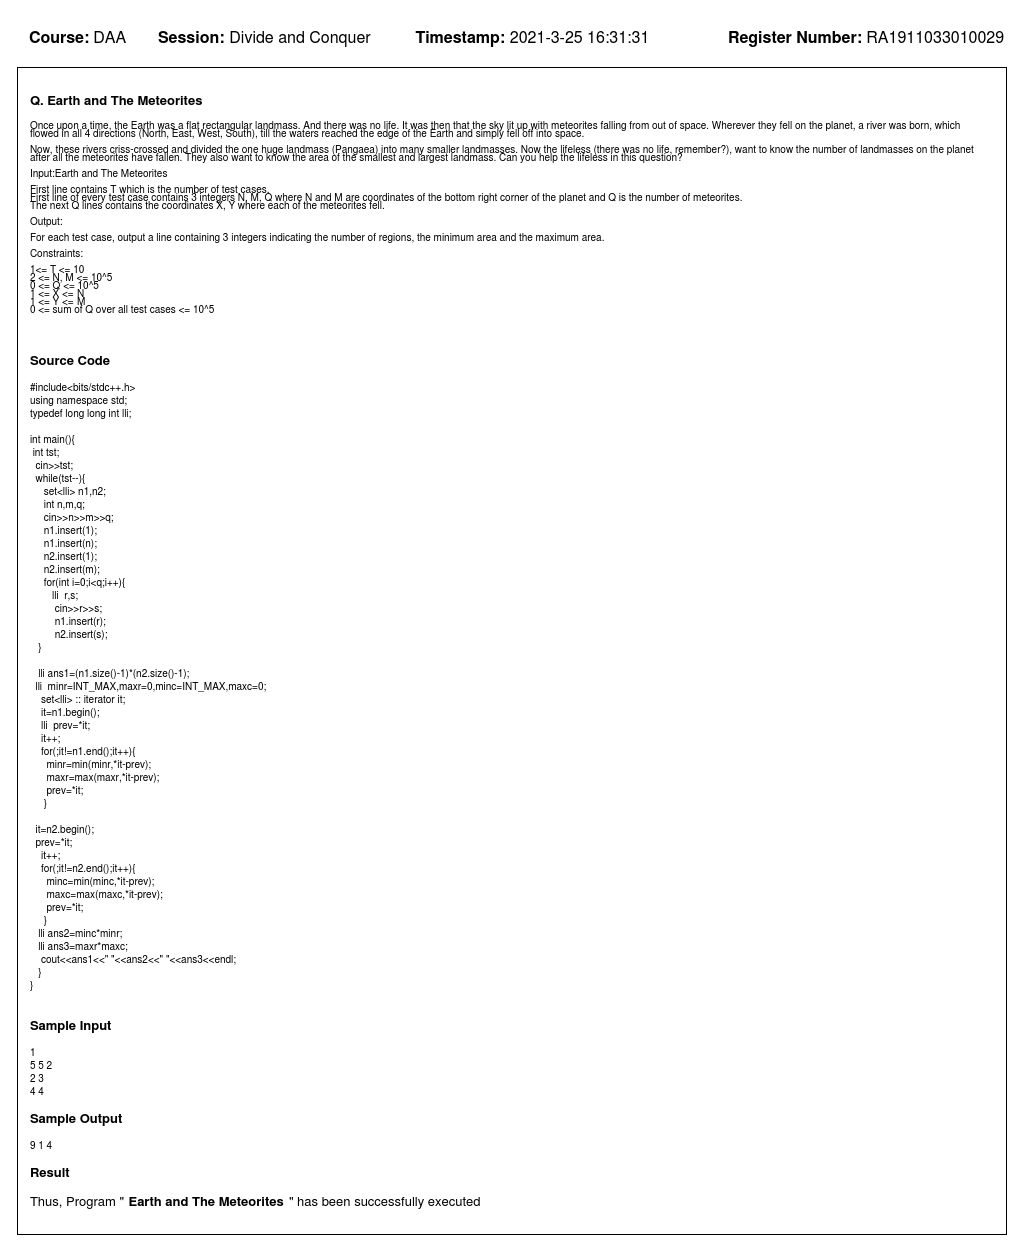 Course: DAA Session: Divide and Conquer Timestamp: 2021-3-25 16:31:31 Register Number: RA1911033010029
Q. Earth and The Meteorites
Once upon a time, the Earth was a flat rectangular landmass. And there was no life. It was then that the sky lit up with meteorites falling from out of space. Wherever they fell on the planet, a river was born, which
flowed in all 4 directions (North, East, West, South), till the waters reached the edge of the Earth and simply fell off into space.
Now, these rivers criss-crossed and divided the one huge landmass (Pangaea) into many smaller landmasses. Now the lifeless (there was no life, remember?), want to know the number of landmasses on the planet
after all the meteorites have fallen. They also want to know the area of the smallest and largest landmass. Can you help the lifeless in this question?
Input:Earth and The Meteorites
First line contains T which is the number of test cases.
First line of every test case contains 3 integers N, M, Q where N and M are coordinates of the bottom right corner of the planet and Q is the number of meteorites.
The next Q lines contains the coordinates X, Y where each of the meteorites fell.
Output:
For each test case, output a line containing 3 integers indicating the number of regions, the minimum area and the maximum area.
Constraints:
1<= T <= 10
2 <= N, M <= 10^5
0 <= Q <= 10^5
1 <= X <= N
1 <= Y <= M
0 <= sum of Q over all test cases <= 10^5
Source Code
#include<bits/stdc++.h>
using namespace std;
typedef long long int lli;
int main(){
int tst;
cin>>tst;
while(tst--){
set<lli> n1,n2;
int n,m,q;
cin>>n>>m>>q;
n1.insert(1);
n1.insert(n);
n2.insert(1);
n2.insert(m);
for(int i=0;i<q;i++){
lli r,s;
cin>>r>>s;
n1.insert(r);
n2.insert(s);
}
lli ans1=(n1.size()-1)*(n2.size()-1);
lli minr=INT_MAX,maxr=0,minc=INT_MAX,maxc=0;
set<lli> :: iterator it;
it=n1.begin();
lli prev=*it;
it++;
for(;it!=n1.end();it++){
minr=min(minr,*it-prev);
maxr=max(maxr,*it-prev);
prev=*it;
}
it=n2.begin();
prev=*it;
it++;
for(;it!=n2.end();it++){
minc=min(minc,*it-prev);
maxc=max(maxc,*it-prev);
prev=*it;
}
lli ans2=minc*minr;
lli ans3=maxr*maxc;
cout<<ans1<<" "<<ans2<<" "<<ans3<<endl;
}
}
Sample Input
1
5 5 2
2 3
4 4
Sample Output
9 1 4
Result
Thus, Program " Earth and The Meteorites " has been successfully executed